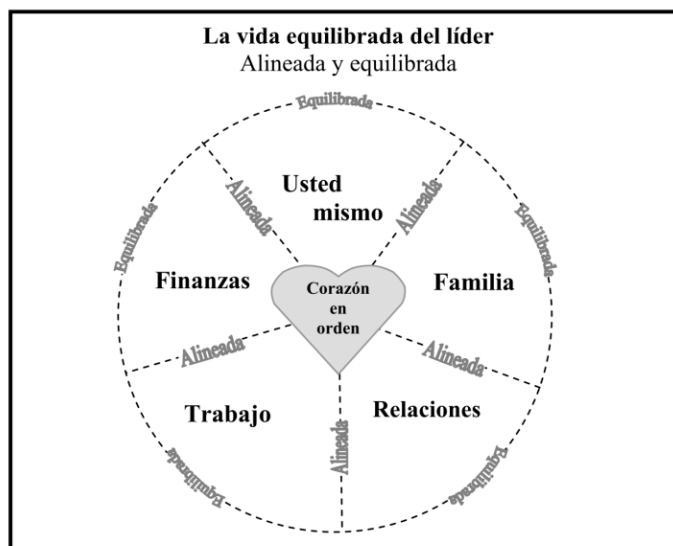 La vida equilibrada del líder
Alineada y equilibrada
Equilibrada
Usted
mismo
Alineada
Alineada
Equilibrada
Equilibrada
Finanzas
Corazón
en
orden
Familia
Alineada
Alineada
Trabajo
Relaciones
Alineada
Equilibrada
Equilibrada